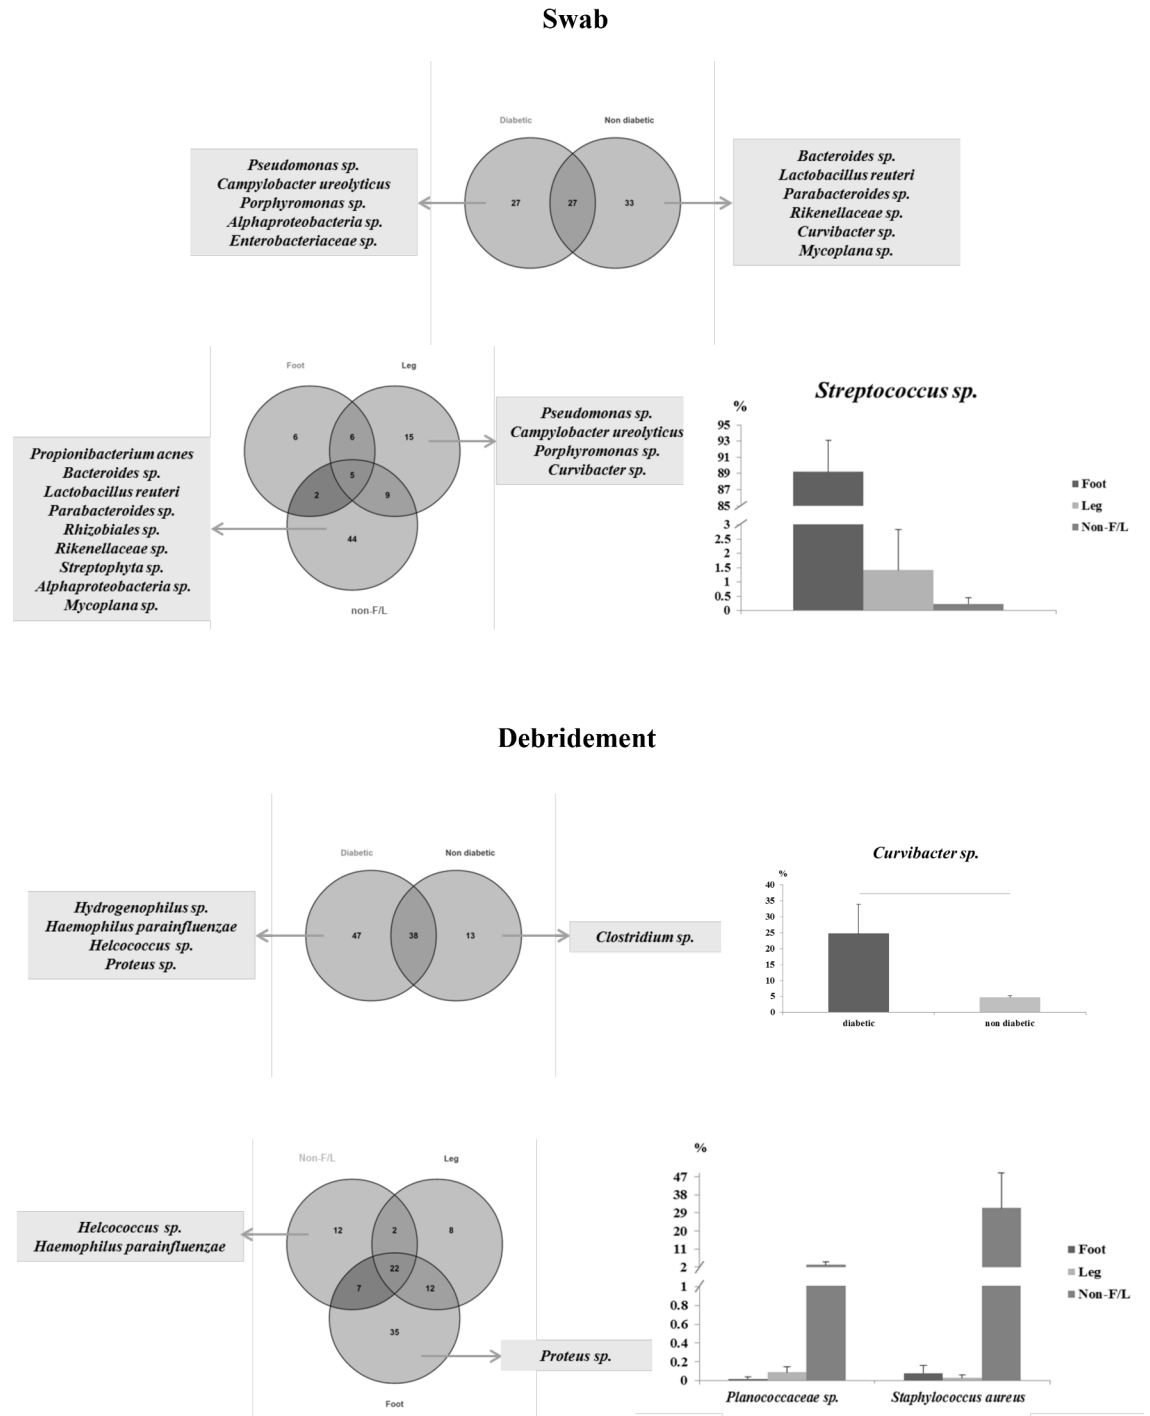 Swab
Diabetic
Non diabetic
Pseudomonas sp.
Campylobacter ureolyticus
Porphyromonas sp.
Alphaproteobacteria sp.
Enterobacteriaceae sp.
27
27
33
Bacteroides sp.
Lactobacillus reuteri
Parabacteroides sp.
Rikenellaceae sp.
Curvibacter sp.
Mycoplana sp.
Foot
Leg
6
6
15
5
2
9
44
non-F/L
Propionibacterium acnes
Bacteroides sp.
Lactobacillus reuteri
Parabacteroides sp.
Rhizobiales sp.
Rikenellaceae sp.
Streptophyta sp.
Alphaproteobacteria sp.
Mycoplana sp.
Pseudomonas sp.
Campylobacter ureolyticus
Porphyromonas sp.
Curvibacter sp.
Streptococcus sp.
%
95
93
91
89
87
85
3
2.5
2
1.5
1
0.5
0
Foot
Leg
Non-F/L
Debridement
Diabetic
Non diabetic
Hydrogenophilus sp.
Haemophilus parainfluenzae
Helcococcus sp.
Proteus sp.
47
38
13
Clostridium sp.
Curvibacter sp.
%
40
35
30
25
20
15
10
5
0
diabetic
non diabetic
Non-F/L
Leg
12
2
8
22
7
12
35
Foot
Helcococcus sp.
Haemophilus parainfluenzae
Proteus sp.
%
47
38
29
20
11
2
1
0.8
0.6
0.4
0.2
0
Planococcaceae sp.
Staphylococcus aureus
Foot
Leg
Non-F/L